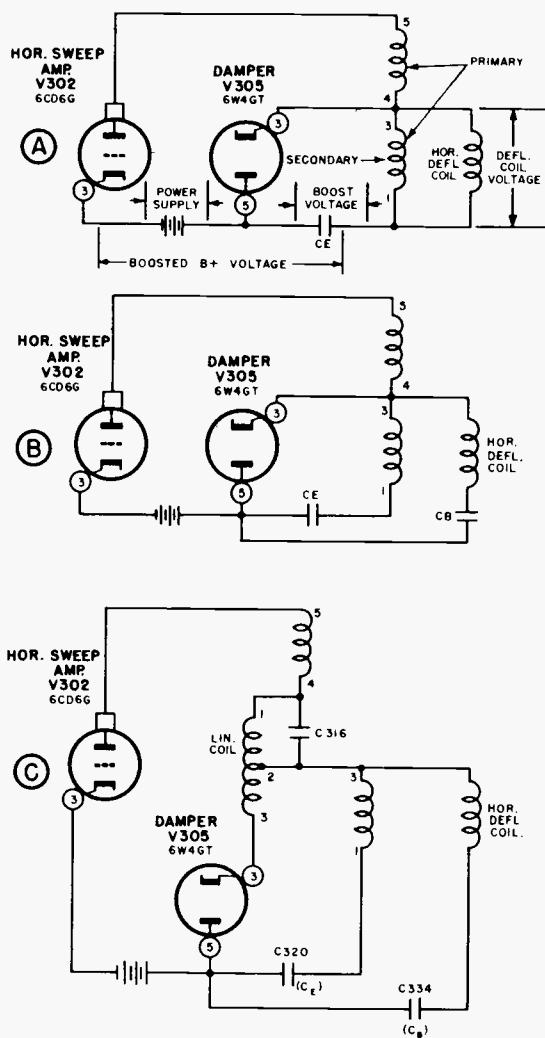 A
HOR. SWEEP
AMP.
V302
6CD6G
3
DAMPER
V305
6W4GT
3
5
5
PRIMARY
4
3
SECONDARY
1
HOR.
DEFL.
COIL
DEFL.
COIL
VOLTAGE
POWER
SUPPLY
BOOST
VOLTAGE
CE
BOOSTED B+ VOLTAGE
B
HOR. SWEEP
AMP.
V302
6CD6G
3
DAMPER
V305
6W4GT
3
5
5
4
3
1
HOR.
DEFL.
COIL
CE
CB
C
HOR. SWEEP
AMP.
V302
6CD6G
3
5
4
1
LIN.
COIL
C316
2
3
3
1
HOR.
DEFL
COIL.
DAMPER
V305
6W4GT
3
5
C320
(CE)
C334
(CB)